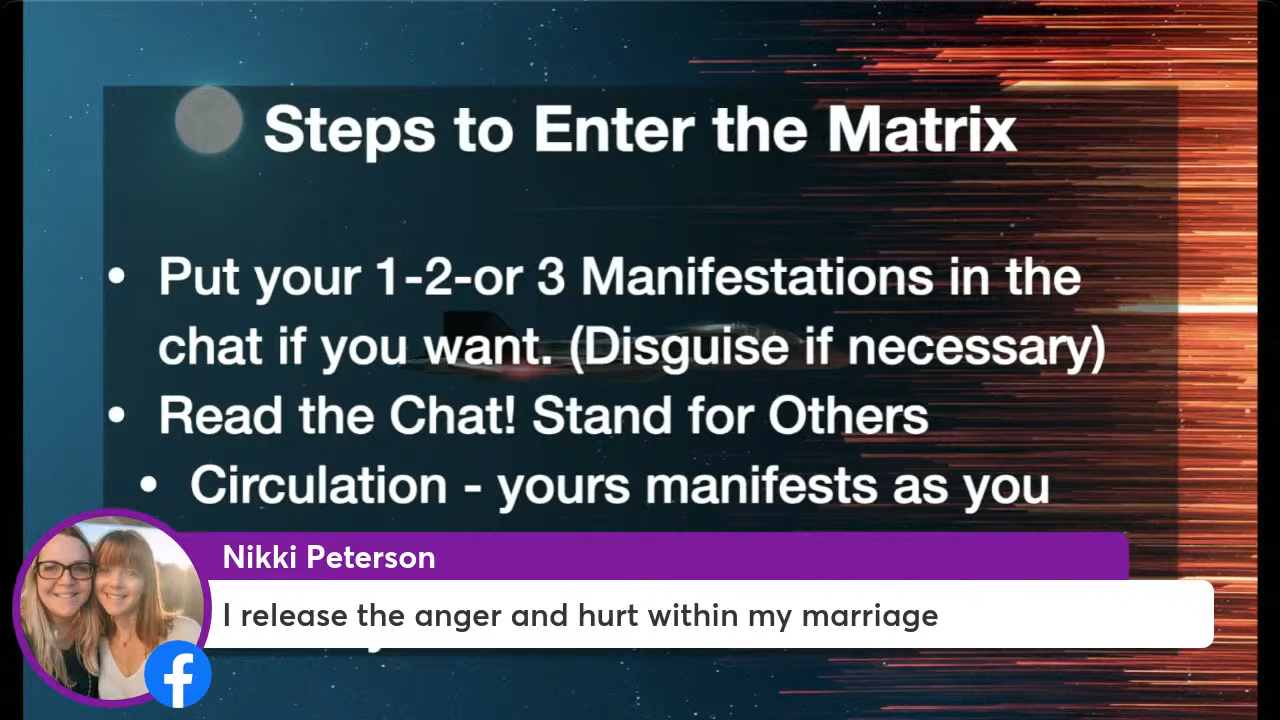 Steps to Enter the Matrix
• Put your 1-2-or 3 Manifestations in the
chat if you want. (Disguise if necessary)
• Read the Chat! Stand for Others
• Circulation - yours manifests as you
Nikki Peterson
I release the anger and hurt within my marriage